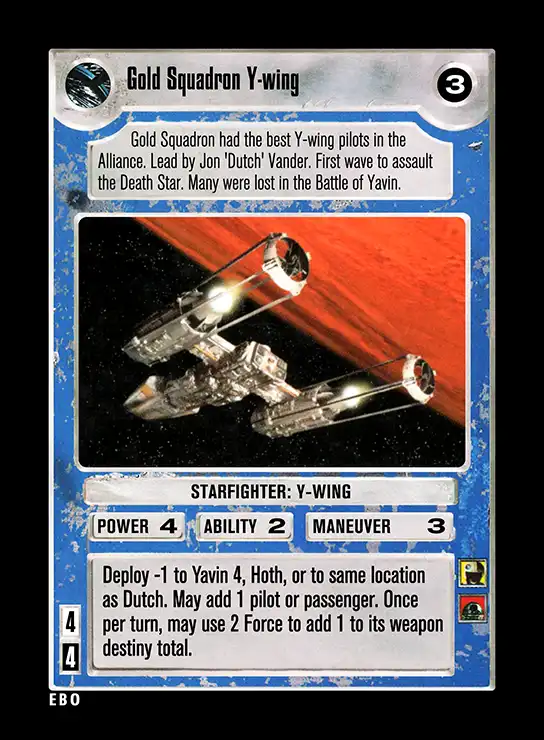 Gold Squadron Y-wing
3
Gold Squadron had the best Y-wing pilots in the
Alliance. Lead by Jon 'Dutch' Vander. First wave to assault
the Death Star. Many were lost in the Battle of Yavin.
STARFIGHTER: Y-WING
POWER 4 ABILITY 2 MANEUVER 3
Deploy -1 to Yavin 4, Hoth, or to same location
as Dutch. May add 1 pilot or passenger. Once
per turn, may use 2 Force to add 1 to its weapon
destiny total.
4
4
EBO